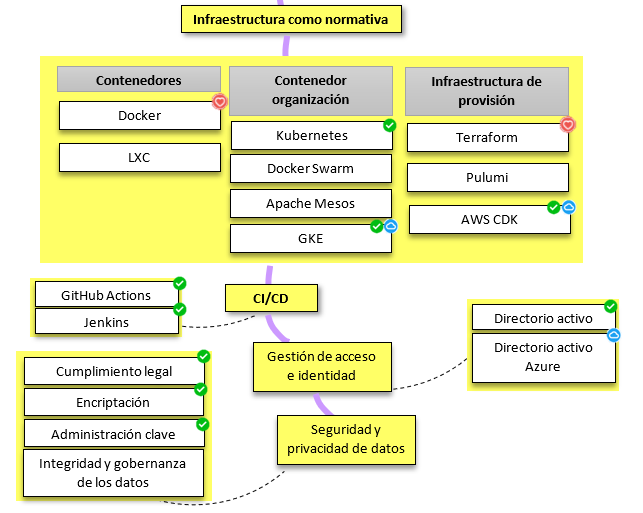 Infraestructura como normativa
Contenedores
Docker
LXC
Contenedor
organización
Kubernetes
Docker Swarm
Apache Mesos
GKE
Infraestructura de
provisión
Terraform
Pulumi
AWS CDK
CI/CD
GitHub Actions
Jenkins
Gestión de acceso
e identidad
Directorio activo
Directorio activo
Azure
Seguridad y
privacidad de datos
Cumplimiento legal
Encriptación
Administración clave
Integridad y gobernanza
de los datos